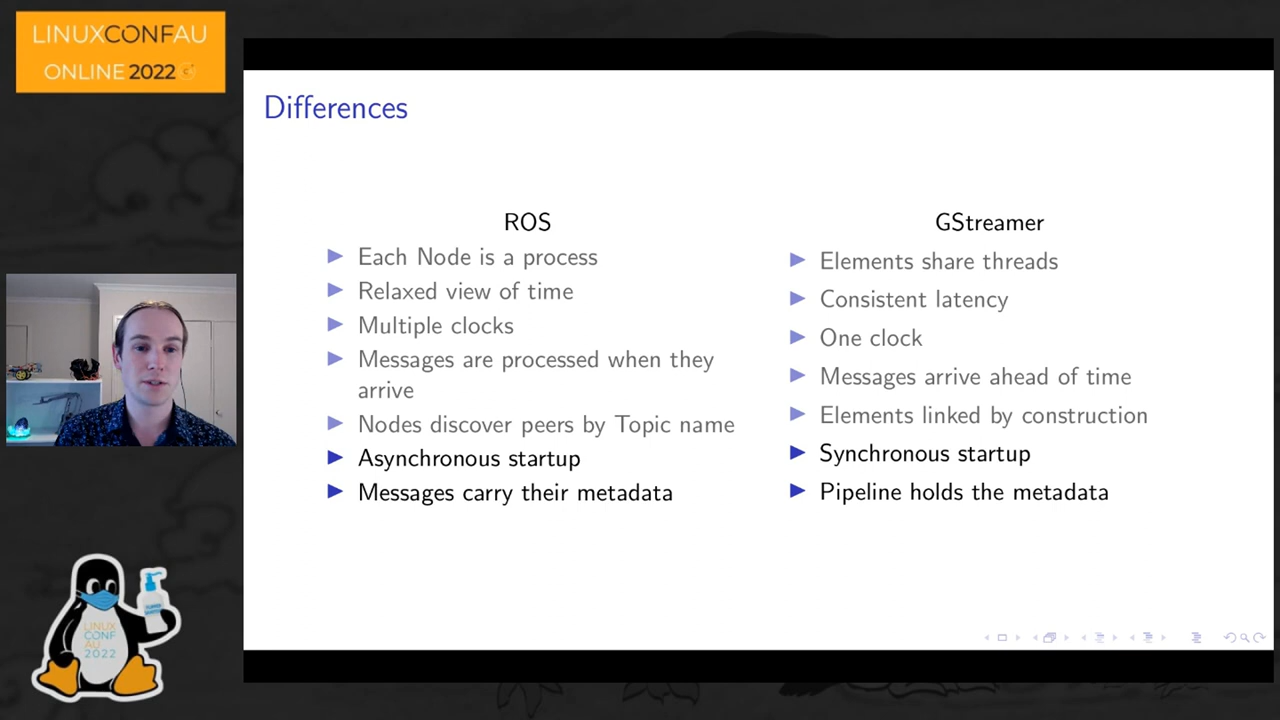 LINUXCONFAU
ONLINE 2022
Differences
ROS
Each Node is a process
Relaxed view of time
Multiple clocks
Messages are processed when they
arrive
Nodes discover peers by Topic name
Asynchronous startup
Messages carry their metadata
GStreamer
Elements share threads
Consistent latency
One clock
Messages arrive ahead of time
Elements linked by construction
Synchronous startup
Pipeline holds the metadata
LINUX
CONF
AU
2022